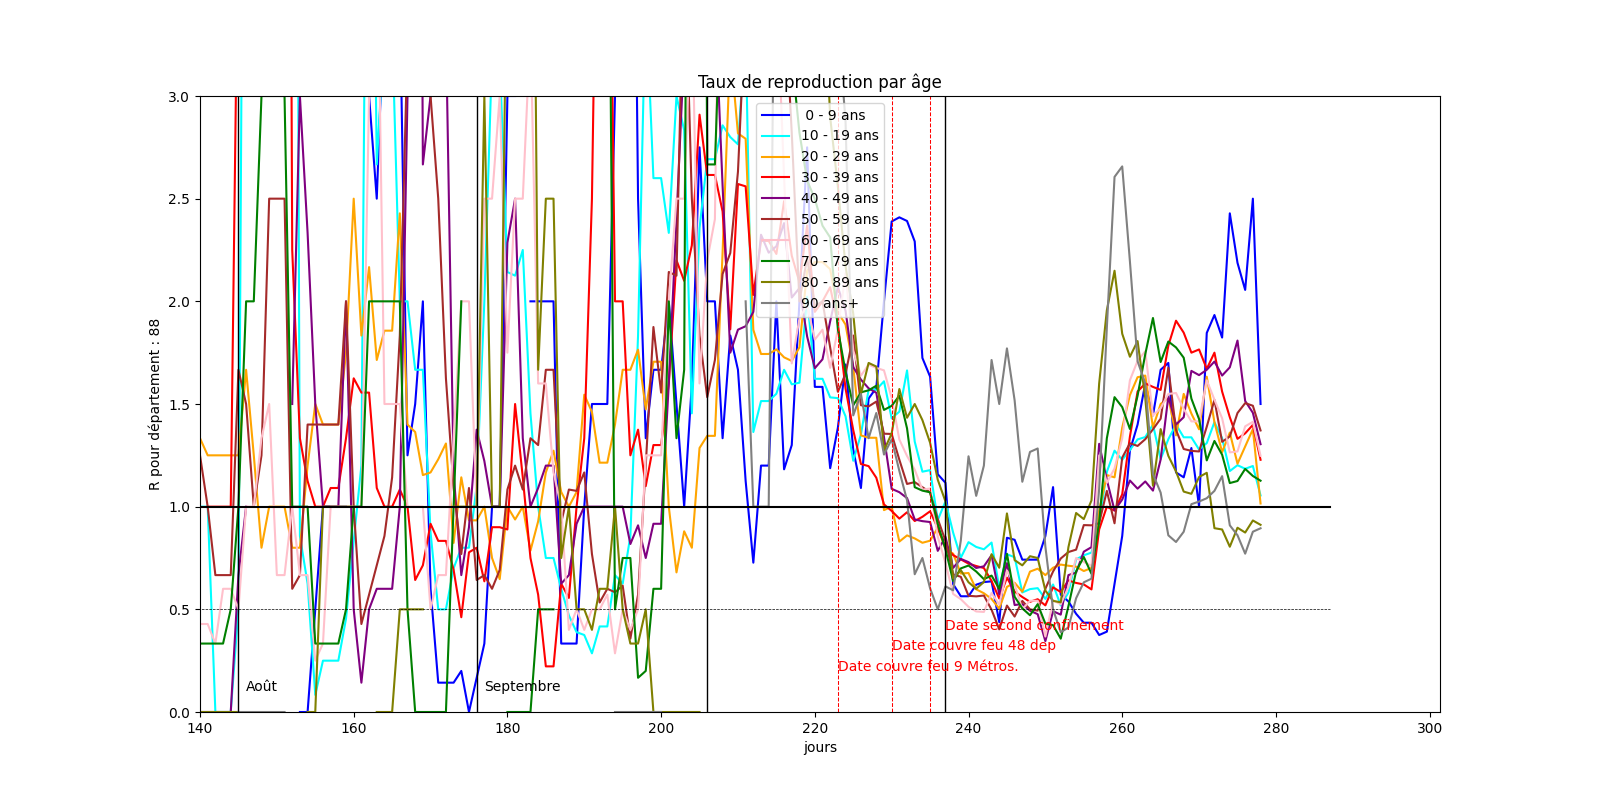 Taux de reproduction par âge
3.0
2.5
2.0
1.5
1.0
0.5
0.0
R pour département : 88
0 - 9 ans
10 - 19 ans
20 - 29 ans
30 - 39 ans
40 - 49 ans
50 - 59 ans
60 - 69 ans
70 - 79 ans
80 - 89 ans
90 ans+
Date second confinement
Date couvre feu 48 dép
Date couvre feu 9 Métros.
Août
Septembre
140
160
180
200
220
240
260
280
300
jours